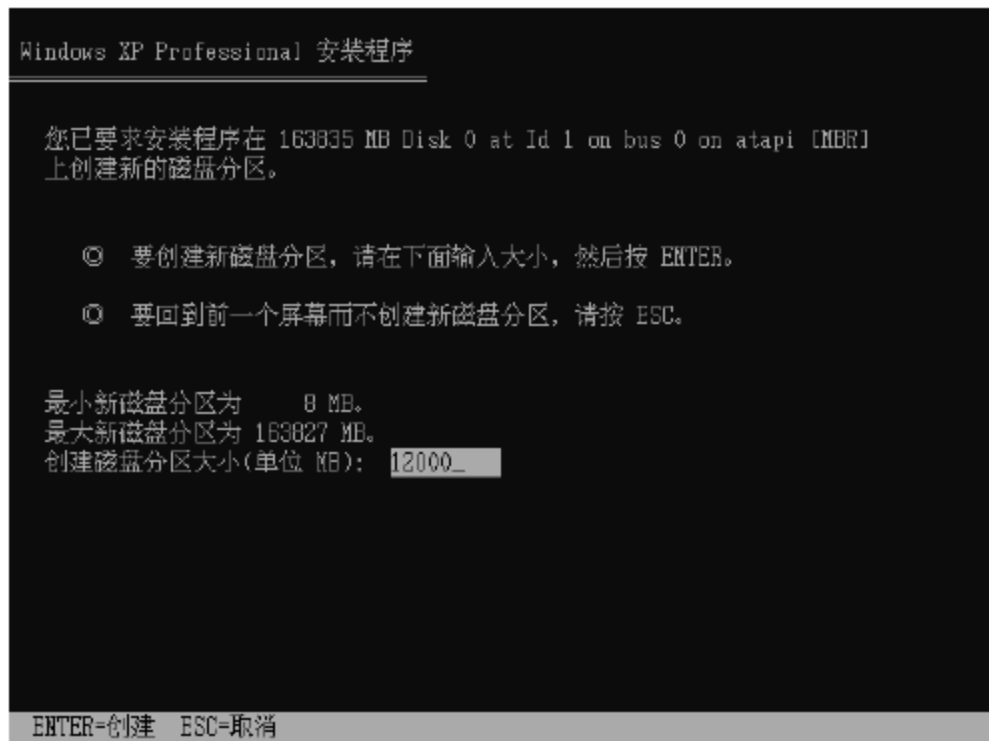 Windows XP Professional 安装程序
您已要求安装程序在 163835 MB Disk 0 at Id 1 on bus 0 on atapi [MBR]
上创建新的磁盘分区。
◎ 要创建新磁盘分区，请在下面输入大小，然后按 ENTER。
◎ 要回到前一个屏幕而不创建新磁盘分区，请按 ESC。
最小新磁盘分区为 8 MB。
最大新磁盘分区为 163827 MB。
创建磁盘分区大小(单位 MB): 12000_
ENTER=创建 ESC=取消